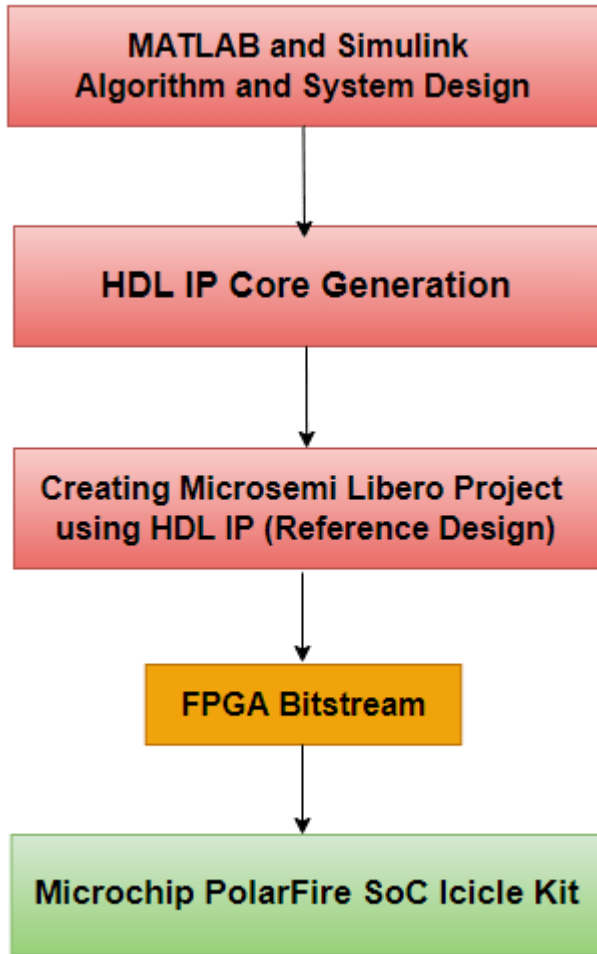 MATLAB and Simulink
Algorithm and System Design
HDL IP Core Generation
Creating Microsemi Libero Project
using HDL IP (Reference Design)
FPGA Bitstream
Microchip PolarFire SoC Icicle Kit